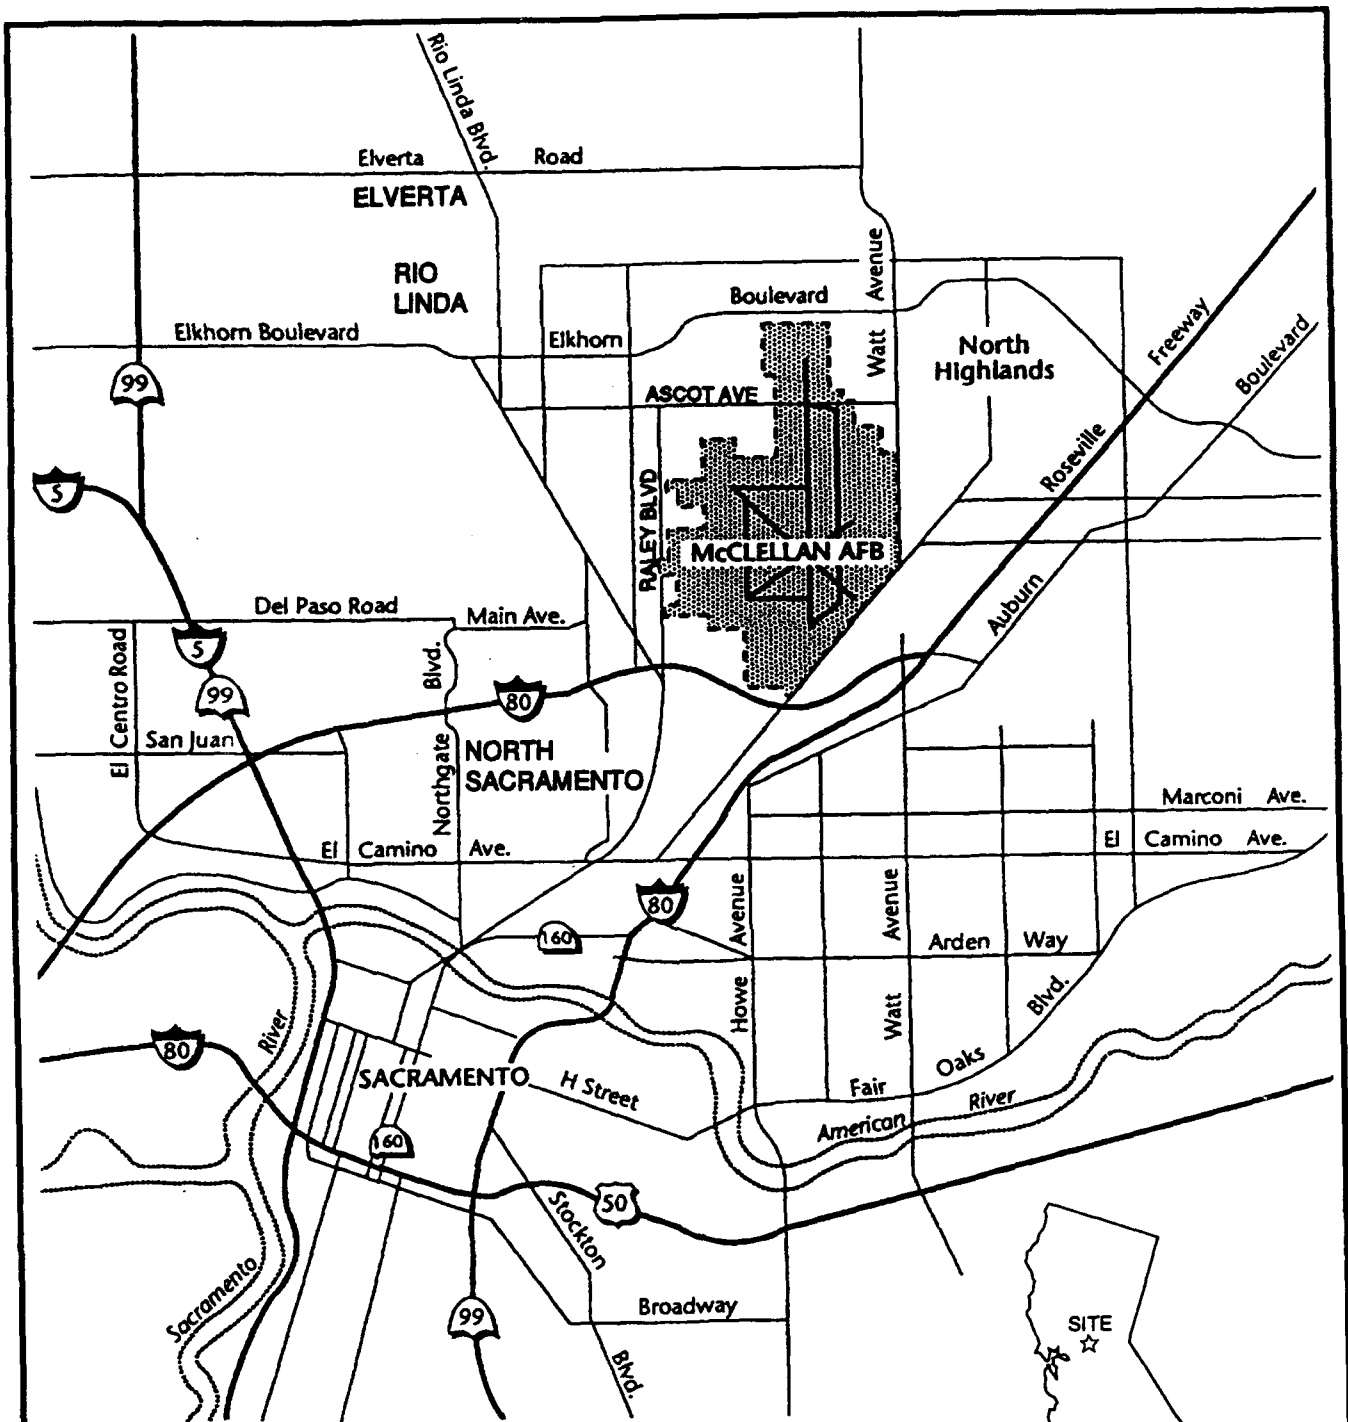 Rio Linda Blvd.
Elverta Road
ELVERTA
RIO
LINDA
Avenue
Watt
Boulevard
Elkhorn Boulevard
Elkhorn
North
Highlands
Freeway
Boulevard
99
ASCOT AVE
Roseville
5
RALEY BLVD
McCLELLAN AFB
Auburn
Del Paso Road
Main Ave.
5
El Centro Road
Blvd.
99
80
San Juan
Northgate
NORTH
SACRAMENTO
Marconi Ave.
El Camino Ave.
El Camino Ave.
80
Avenue
Avenue
160
Arden Way
Howe
Watt
Blvd.
River
80
SACRAMENTO
H Street
Oaks
Fair
River
American
160
50
Stockton
Sacramento
Broadway
99
SITE
Blvd.